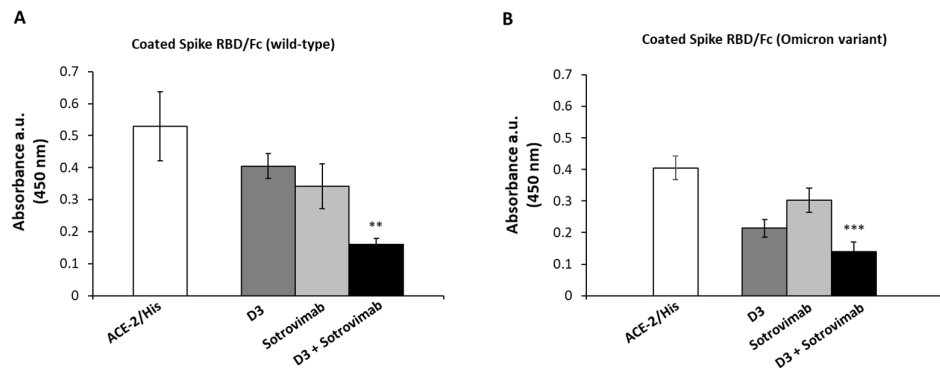 A
Coated Spike RBD/Fc (wild-type)
Absorbance a.u.
(450 nm)
0.7
0.6
0.5
0.4
0.3
0.2
0.1
0
**
ACE-2/His
D3
Sotrovimab
D3 + Sotrovimab
B
Coated Spike RBD/Fc (Omicron variant)
Absorbance a.u.
(450 nm)
0.7
0.6
0.5
0.4
0.3
0.2
0.1
0
***
ACE-2/His
D3
Sotrovimab
D3 + Sotrovimab